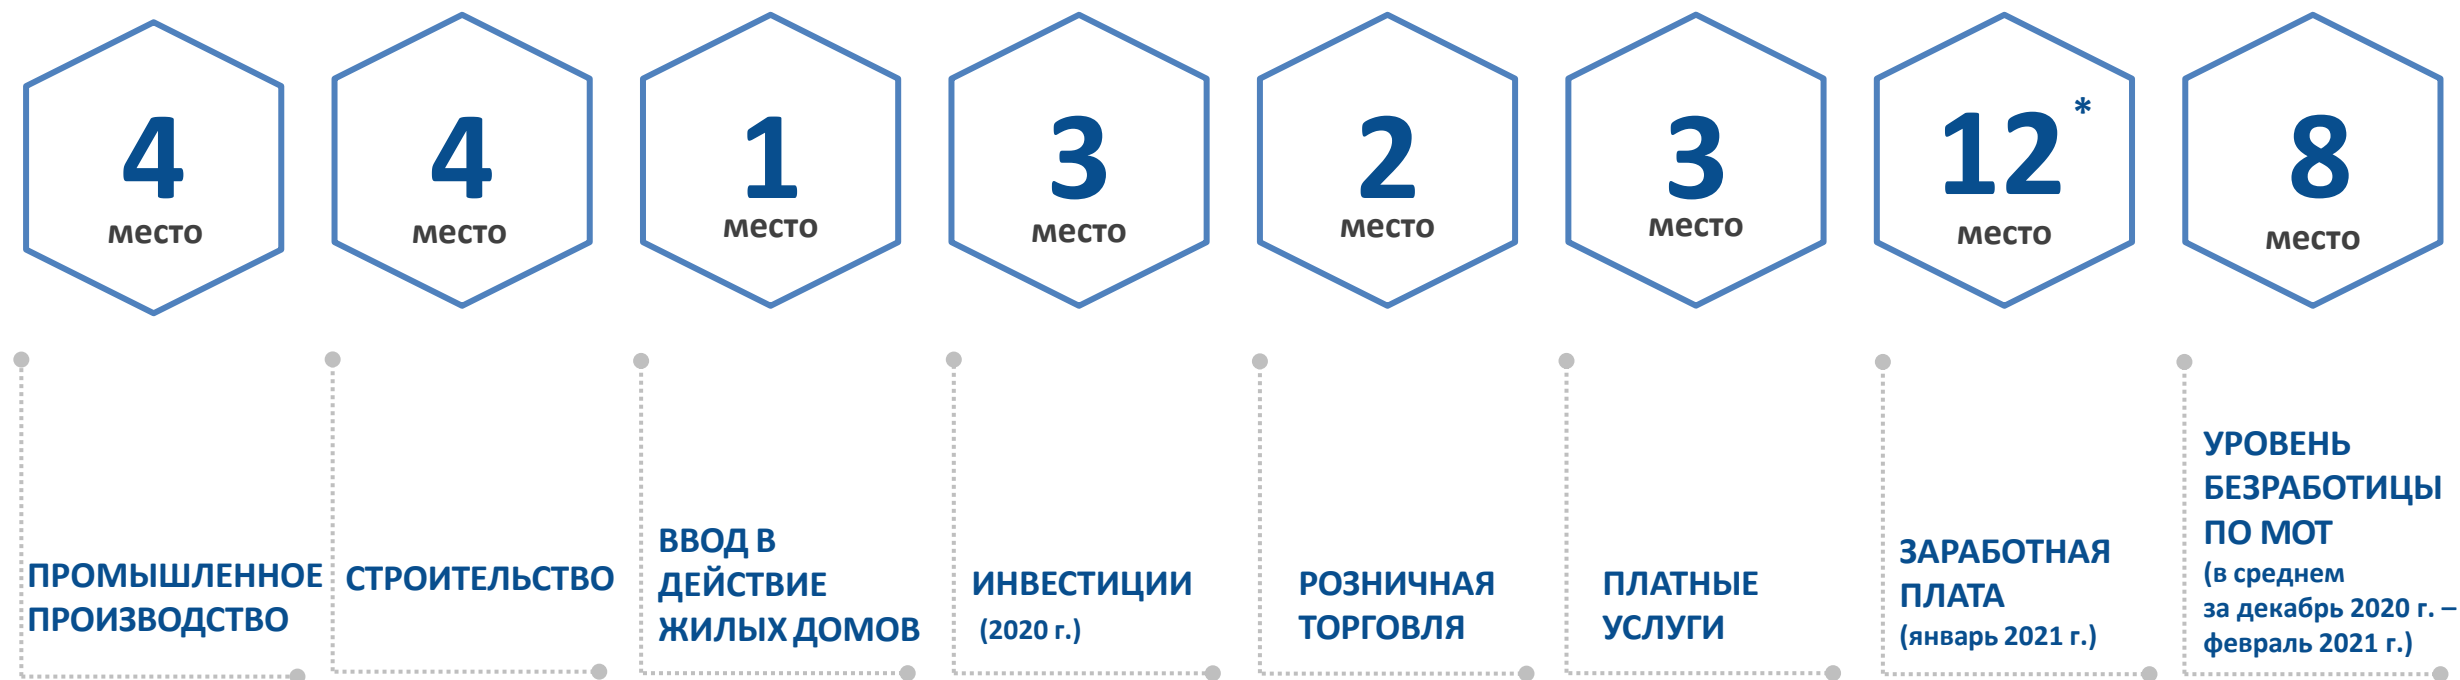 4
место
4
место
1
место
3
место
2
место
3
место
12*
место
8
место
ПРОМЫШЛЕННОЕ
ПРОИЗВОДСТВО
СТРОИТЕЛЬСТВО
ВВОД В
ДЕЙСТВИЕ
ЖИЛЫХ ДОМОВ
ИНВЕСТИЦИИ
(2020 г.)
РОЗНИЧНАЯ
ТОРГОВЛЯ
ПЛАТНЫЕ
УСЛУГИ
ЗАРАБОТНАЯ
ПЛАТА
(январь 2021 г.)
УРОВЕНЬ
БЕЗРАБОТИЦЫ
ПО МОТ
(в среднем
за декабрь 2020 г. –
февраль 2021 г.)